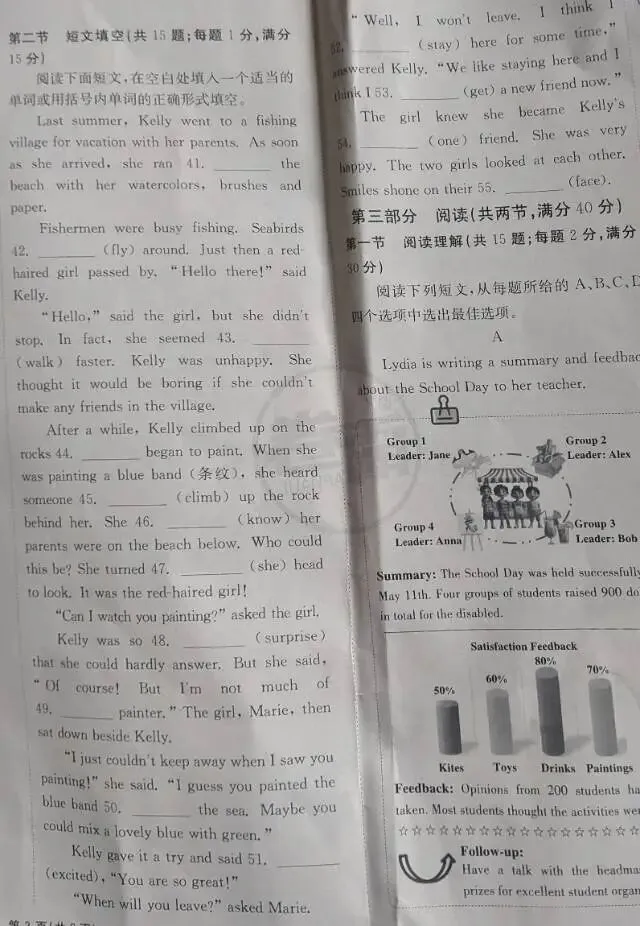 第二节 短文填空(共 15 题;每题 1 分,满分
15 分)
阅读下面短文,在空白处填入一个适当的
单词或用括号内单词的正确形式填空。
Last summer, Kelly went to a fishing
village for vacation with her parents. As soon
as she arrived, she ran 41. ________ the
beach with her watercolors, brushes and
paper.
Fishermen were busy fishing. Seabirds
42. ________ (fly) around. Just then a red-
haired girl passed by. "Hello there!" said
Kelly.
"Hello," said the girl, but she didn't
stop. In fact, she seemed 43. ________
(walk) faster. Kelly was unhappy. She
thought it would be boring if she couldn't
make any friends in the village.
After a while, Kelly climbed up on the
rocks 44. ________ began to paint. When she
was painting a blue band (条纹), she heard
someone 45. ________ (climb) up the rock
behind her. She 46. ________ (know) her
parents were on the beach below. Who could
this be? She turned 47. ________ (she) head
to look. It was the red-haired girl!
"Can I watch you painting?" asked the girl.
Kelly was so 48. ________ (surprise)
that she could hardly answer. But she said,
"Of course! But I'm not much of
49. ________ painter." The girl, Marie, then
sat down beside Kelly.
"I just couldn't keep away when I saw you
painting!" she said. "I guess you painted the
blue band 50. ________ the sea. Maybe you
could mix a lovely blue with green."
Kelly gave it a try and said 51. ________
(excited), "You are so great!"
"When will you leave?" asked Marie.
"Well, I won't leave. I think I
52. ________ (stay) here for some time,"
answered Kelly. "We like staying here and I
think I 53. ________ (get) a new friend now."
The girl knew she became Kelly's
54. ________ (one) friend. She was very
happy. The two girls looked at each other.
Smiles shone on their 55. ________ (face).
第三部分 阅读(共两节,满分 40 分)
第一节 阅读理解(共 15 题;每题 2 分,满分
30 分)
阅读下列短文,从每题所给的 A、B、C、D
四个选项中选出最佳选项。
A
Lydia is writing a summary and
about the School Day to her teacher.
Group 1
Leader: Jane
Group 2
Leader: Alex
Group 4
Leader: Anna
Group 3
Leader: Bob
Summary: The School Day was held successfully
May 11th. Four groups of students raised 900
in total for the disabled.
Satisfaction Feedback
50%
60%
80%
70%
Kites Toys Drinks Paintings
Feedback: Opinions from 200 students
taken. Most students thought the activities
☆☆☆☆☆☆☆☆☆☆☆☆☆☆☆☆☆☆
Follow-up:
Have a talk with the
prizes for excellent student